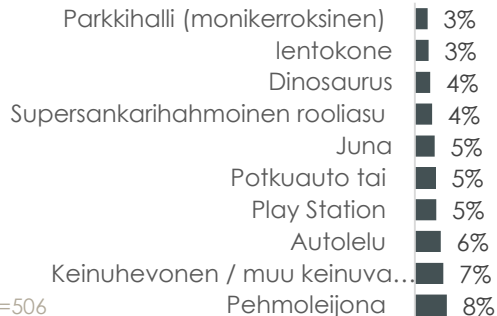 Parkkihalli (monikerroksinen) 3%
lentokone 3%
Dinosaurus 4%
Supersankarihahmoinen rooliasu 4%
Juna 5%
Potkuauto tai 5%
Play Station 5%
Autolelu 6%
Keinuhevonen / muu keinuva… 7%
=506 Pehmoleijona 8%